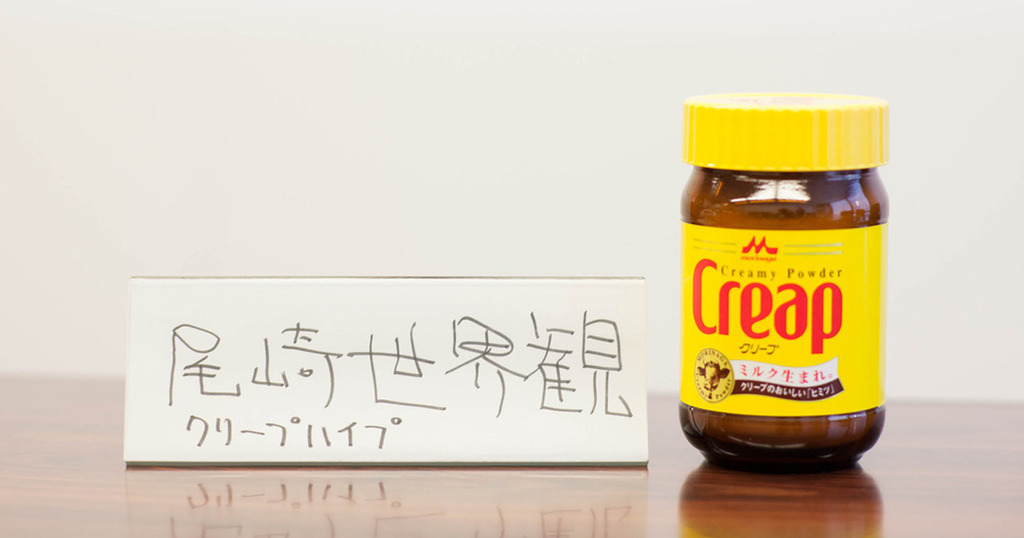 尾崎世界観
クリープハイプ
morinaga
Creamy Powder
Creap
クリープ
MORINAGA
ミルク生まれ。
クリープのおいしい「ヒミツ」